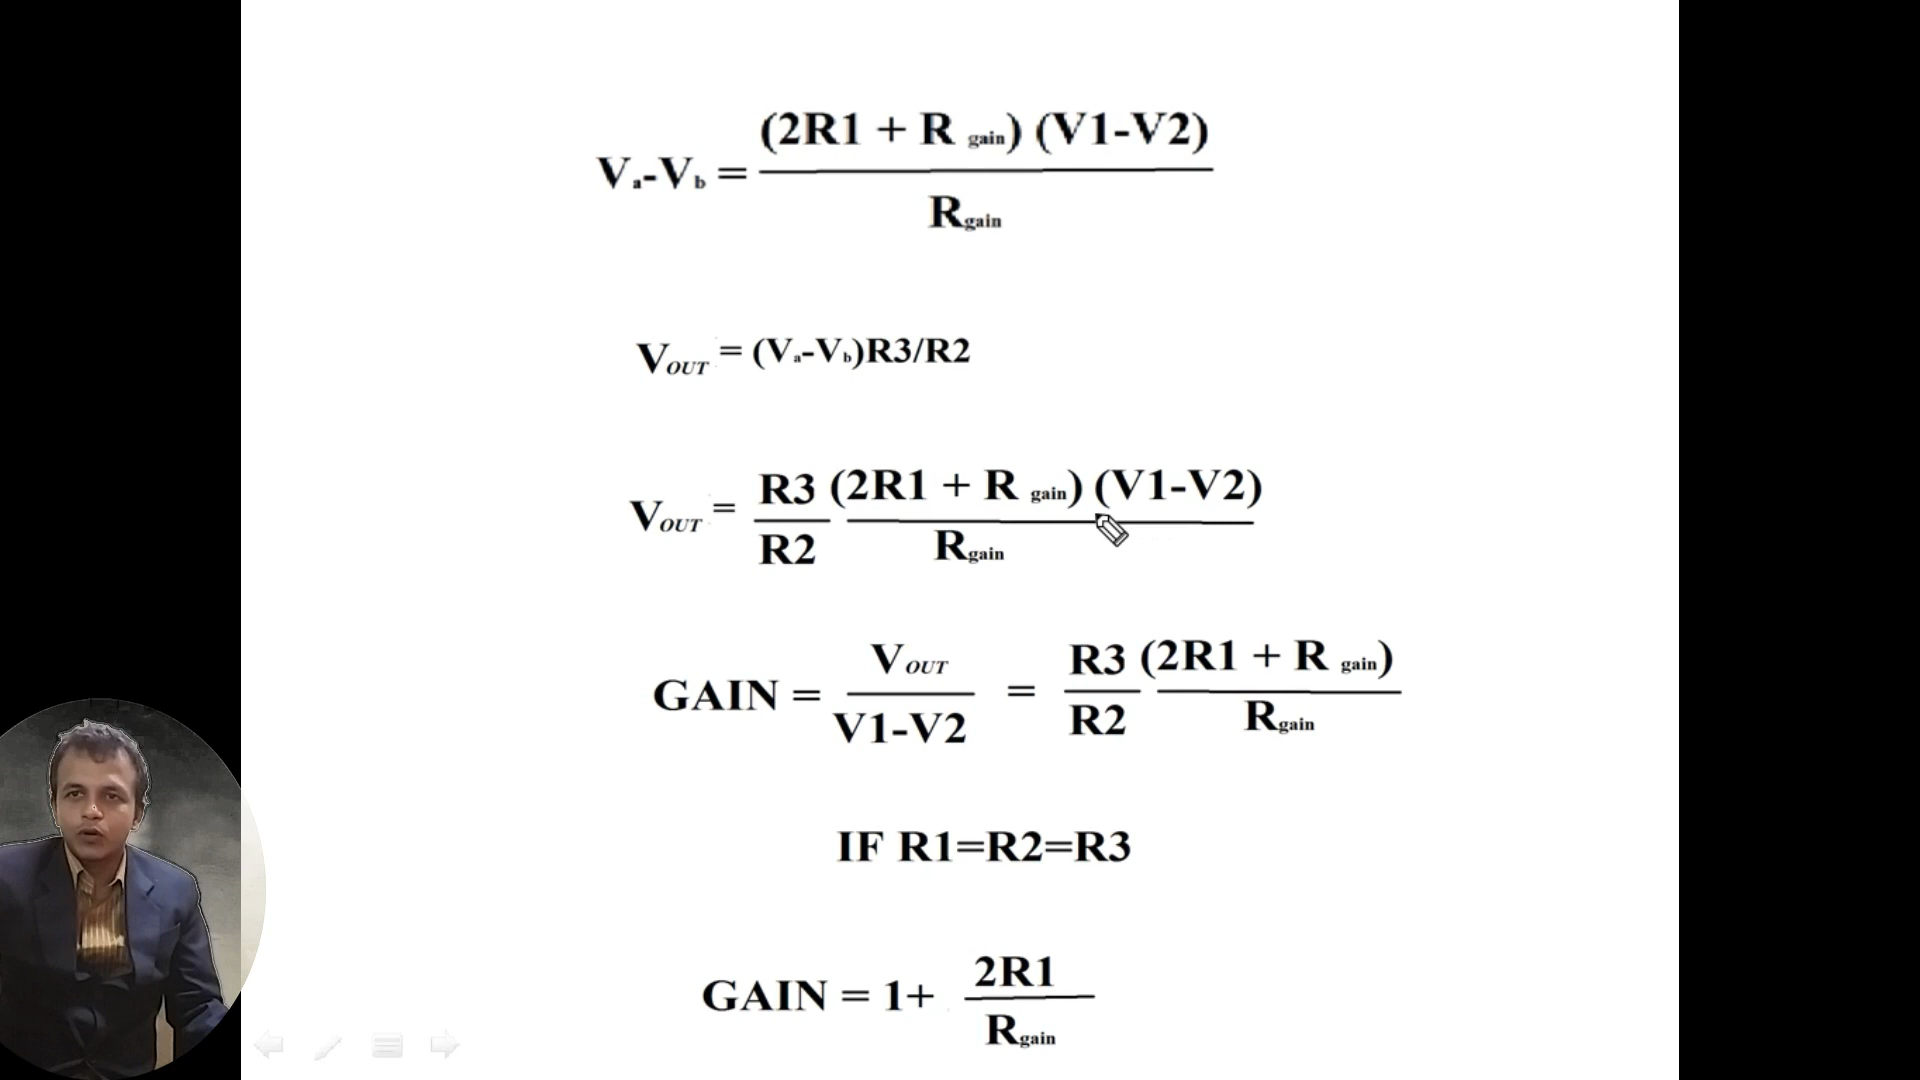 Va-Vb = (2R1 + R gain) (V1-V2) / Rgain
VOUT = (Va-Vb)R3/R2
VOUT = R3/R2 (2R1 + R gain) (V1-V2) / Rgain
GAIN = VOUT / V1-V2 = R3/R2 (2R1 + R gain) / Rgain
IF R1=R2=R3
GAIN = 1+ 2R1 / Rgain